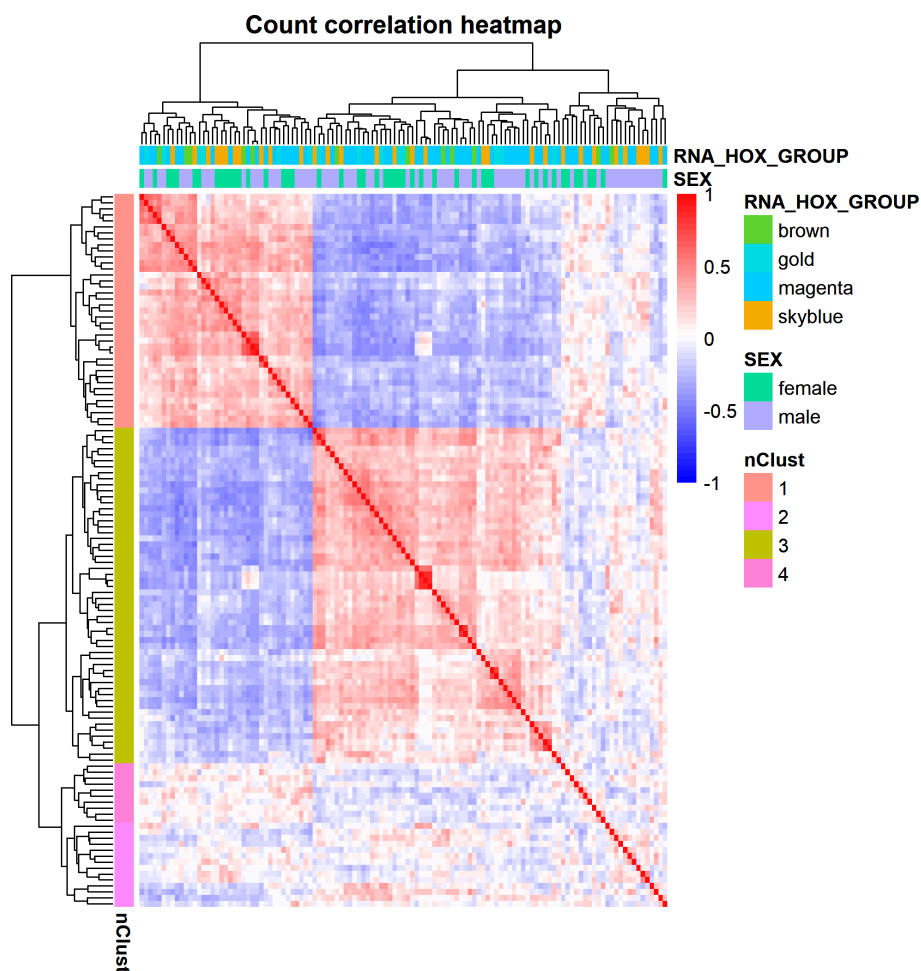 Count correlation heatmap
RNA_HOX_GROUP
SEX
1
0.5
0
-0.5
-1
RNA_HOX_GROUP
brown
gold
magenta
skyblue
SEX
female
male
nClust
1
2
3
4
nClust